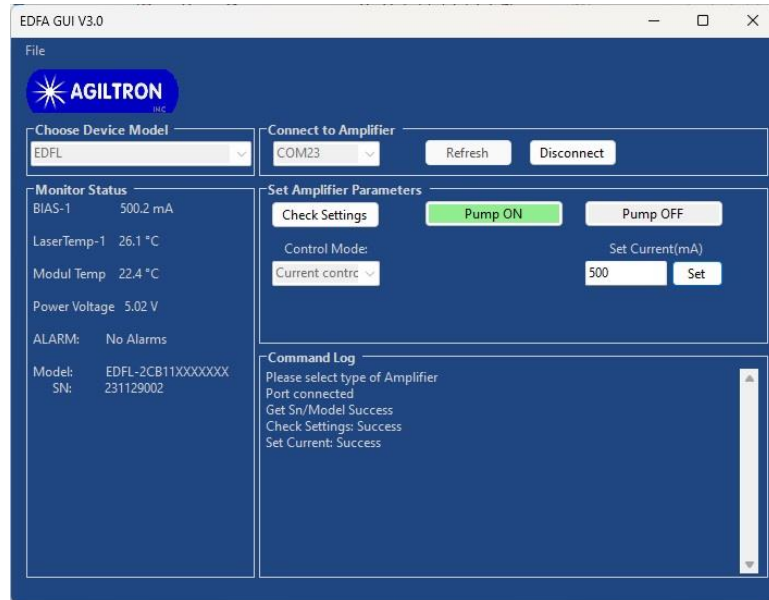 EDFA GUI V3.0
File
AGILTRON
INC
Choose Device Model
EDFL
Connect to Amplifier
COM23
Refresh
Disconnect
Monitor Status
BIAS-1 500.2 mA
LaserTemp-1 26.1 °C
Modul Temp 22.4 °C
Power Voltage 5.02 V
ALARM: No Alarms
Model: EDFL-2CB11XXXXXXX
SN: 231129002
Set Amplifier Parameters
Check Settings
Pump ON
Pump OFF
Control Mode:
Set Current(mA)
Current contrc
500
Set
Command Log
Please select type of Amplifier
Port connected
Get Sn/Model Success
Check Settings: Success
Set Current: Success